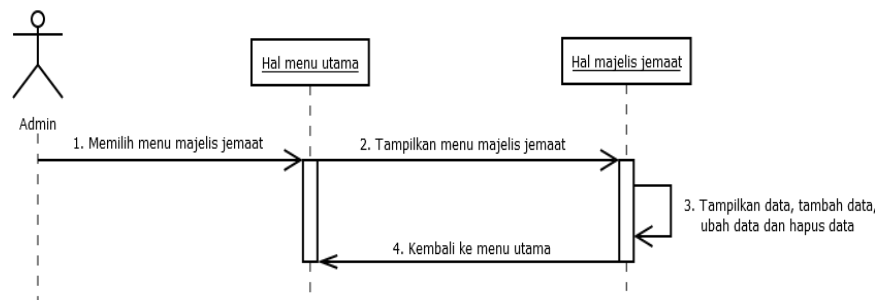 Hal menu utama
Hal majelis jemaat
Admin
1. Memilih menu majelis jemaat
2. Tampilkan menu majelis jemaat
3. Tampilkan data, tambah data,
ubah data dan hapus data
4. Kembali ke menu utama